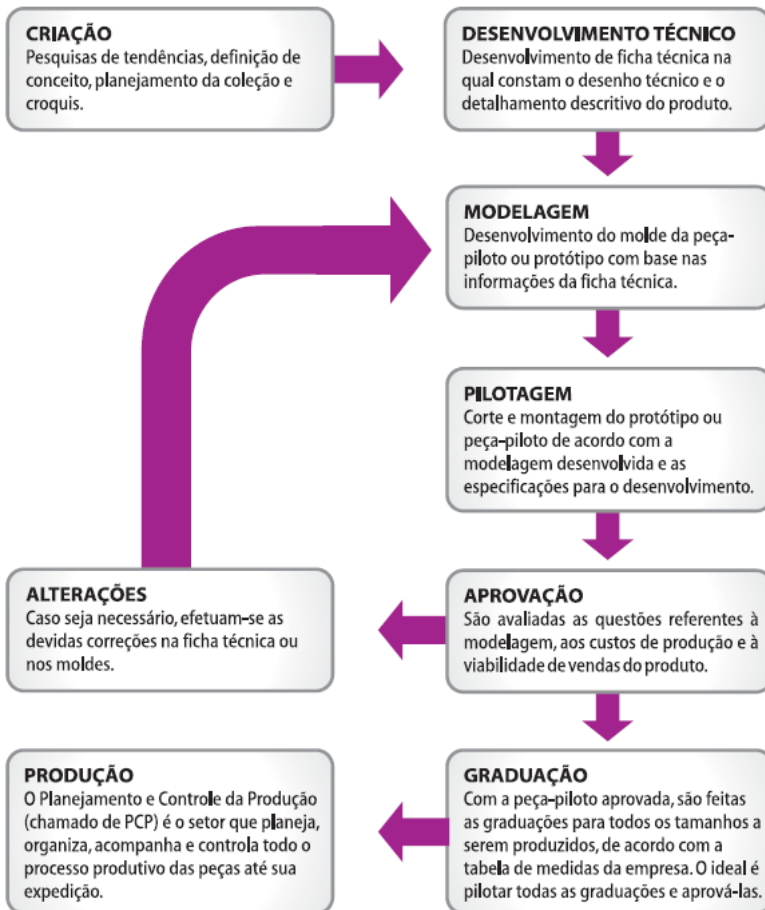 CRIAÇÃO
Pesquisas de tendências, definição de
conceito, planejamento da coleção e
croquis.
DESENVOLVIMENTO TÉCNICO
Desenvolvimento de ficha técnica na
qual constam o desenho técnico e o
detalhamento descritivo do produto.
MODELAGEM
Desenvolvimento do molde da peça-
piloto ou protótipo com base nas
informações da ficha técnica.
PILOTAGEM
Corte e montagem do protótipo ou
peça-piloto de acordo com a
modelagem desenvolvida e as
especificações para o desenvolvimento.
APROVAÇÃO
São avaliadas as questões referentes à
modelagem, aos custos de produção e à
viabilidade de vendas do produto.
ALTERAÇÕES
Caso seja necessário, efetuam-se as
devidas correções na ficha técnica ou
nos moldes.
GRADUAÇÃO
Com a peça-piloto aprovada, são feitas
as graduações para todos os tamanhos a
serem produzidos, de acordo com a
tabela de medidas da empresa. O ideal é
pilotar todas as graduações e aprová-las.
PRODUÇÃO
O Planejamento e Controle da Produção
(chamado de PCP) é o setor que planeja,
organiza, acompanha e controla todo o
processo produtivo das peças até sua
expedição.